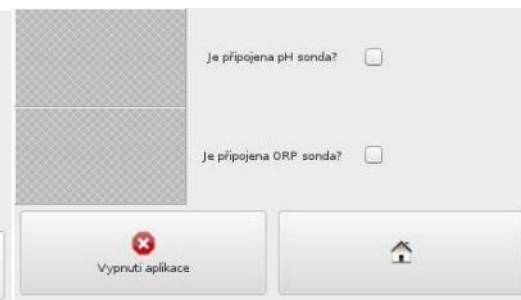 Je připojena pH sonda?
Je připojena ORP sonda?
Vypnutí aplikace